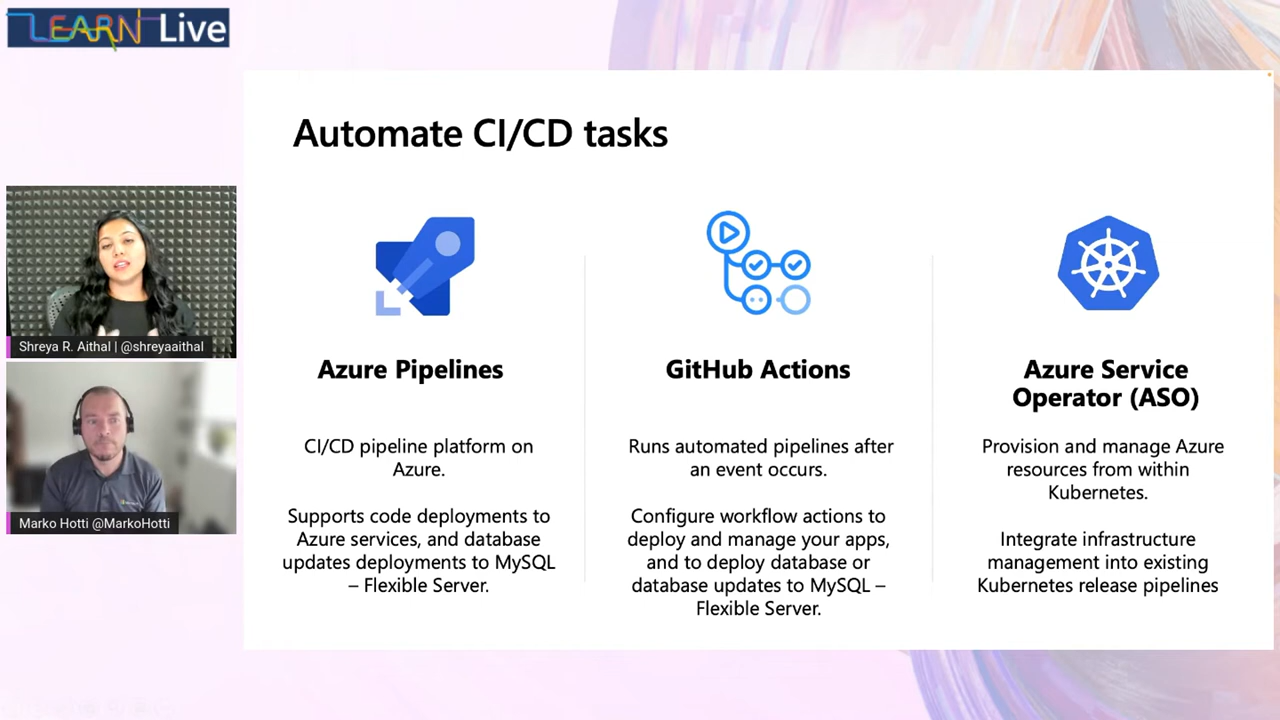 LEARN Live
Automate CI/CD tasks
Shreya R. Aithal | @shreyaaithal
Marko Hotti @MarkoHotti
Azure Pipelines
CI/CD pipeline platform on
Azure.
Supports code deployments to
Azure services, and database
updates deployments to MySQL
– Flexible Server.
GitHub Actions
Runs automated pipelines after
an event occurs.
Configure workflow actions to
deploy and manage your apps,
and to deploy database or
database updates to MySQL –
Flexible Server.
Azure Service
Operator (ASO)
Provision and manage Azure
resources from within
Kubernetes.
Integrate infrastructure
management into existing
Kubernetes release pipelines